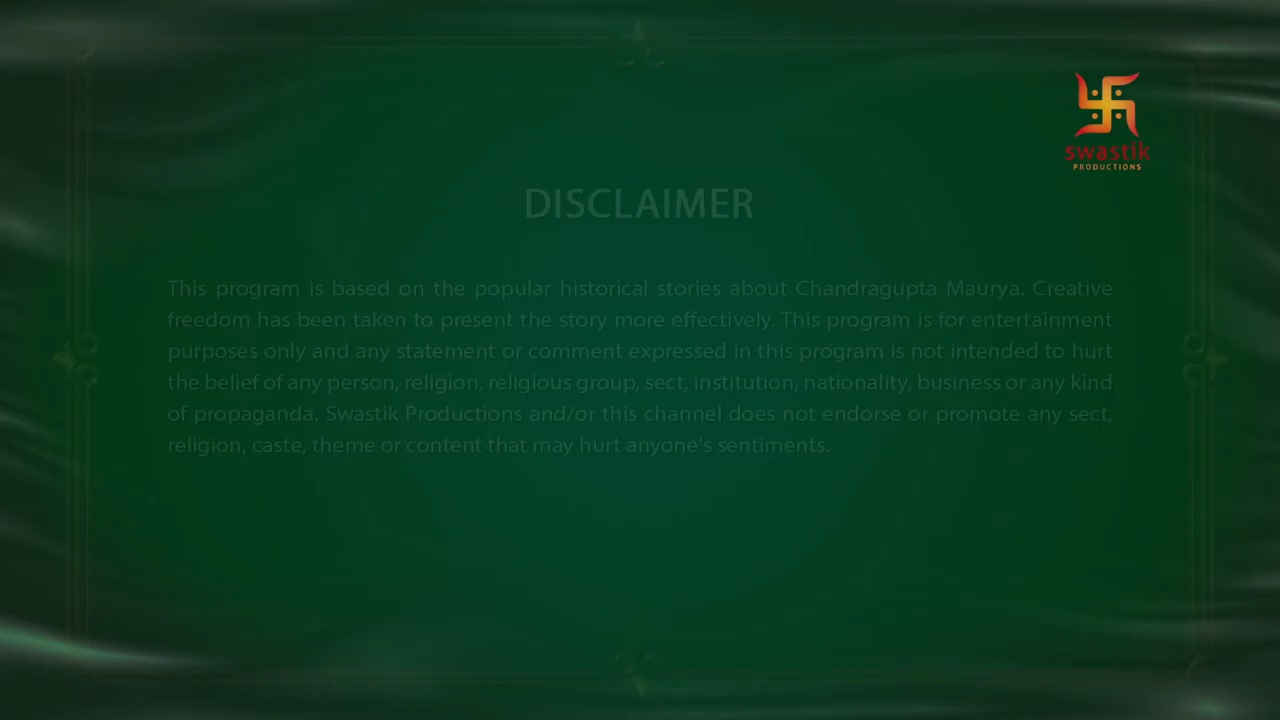 swastik
PRODUCTIONS
DISCLAIMER
This program is based on the popular historical stories about Chandragupta Maurya. Creative
freedom has been taken to present the story more effectively. This program is for entertainment
purposes only and any statement or comment expressed in this program is not intended to hurt
the belief of any person, religion, religious group, sect, institution, nationality, business or any kind
of propaganda. Swastik Productions and/or this channel does not endorse or promote any sect,
religion, caste, theme or content that may hurt anyone's sentiments.